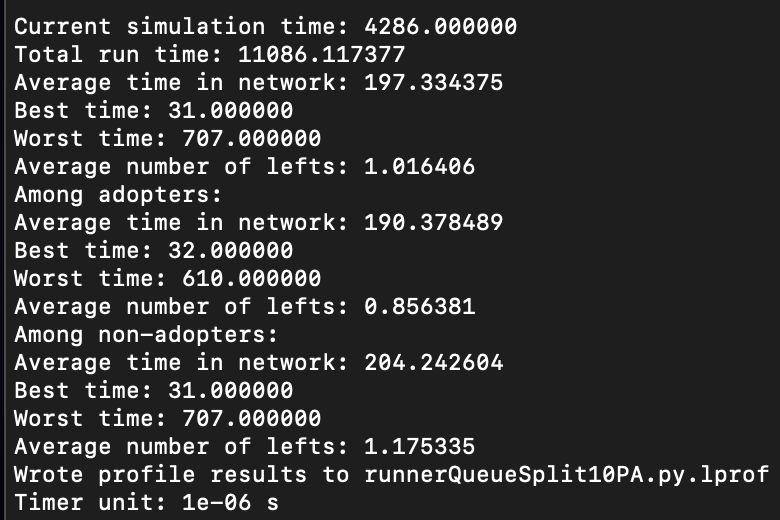 Current simulation time: 4286.000000
Total run time: 11086.117377
Average time in network: 197.334375
Best time: 31.000000
Worst time: 707.000000
Average number of lefts: 1.016406
Among adopters:
Average time in network: 190.378489
Best time: 32.000000
Worst time: 610.000000
Average number of lefts: 0.856381
Among non-adopters:
Average time in network: 204.242604
Best time: 31.000000
Worst time: 707.000000
Average number of lefts: 1.175335
Wrote profile results to runnerQueueSplit10PA.py.lprof
Timer unit: 1e-06 s